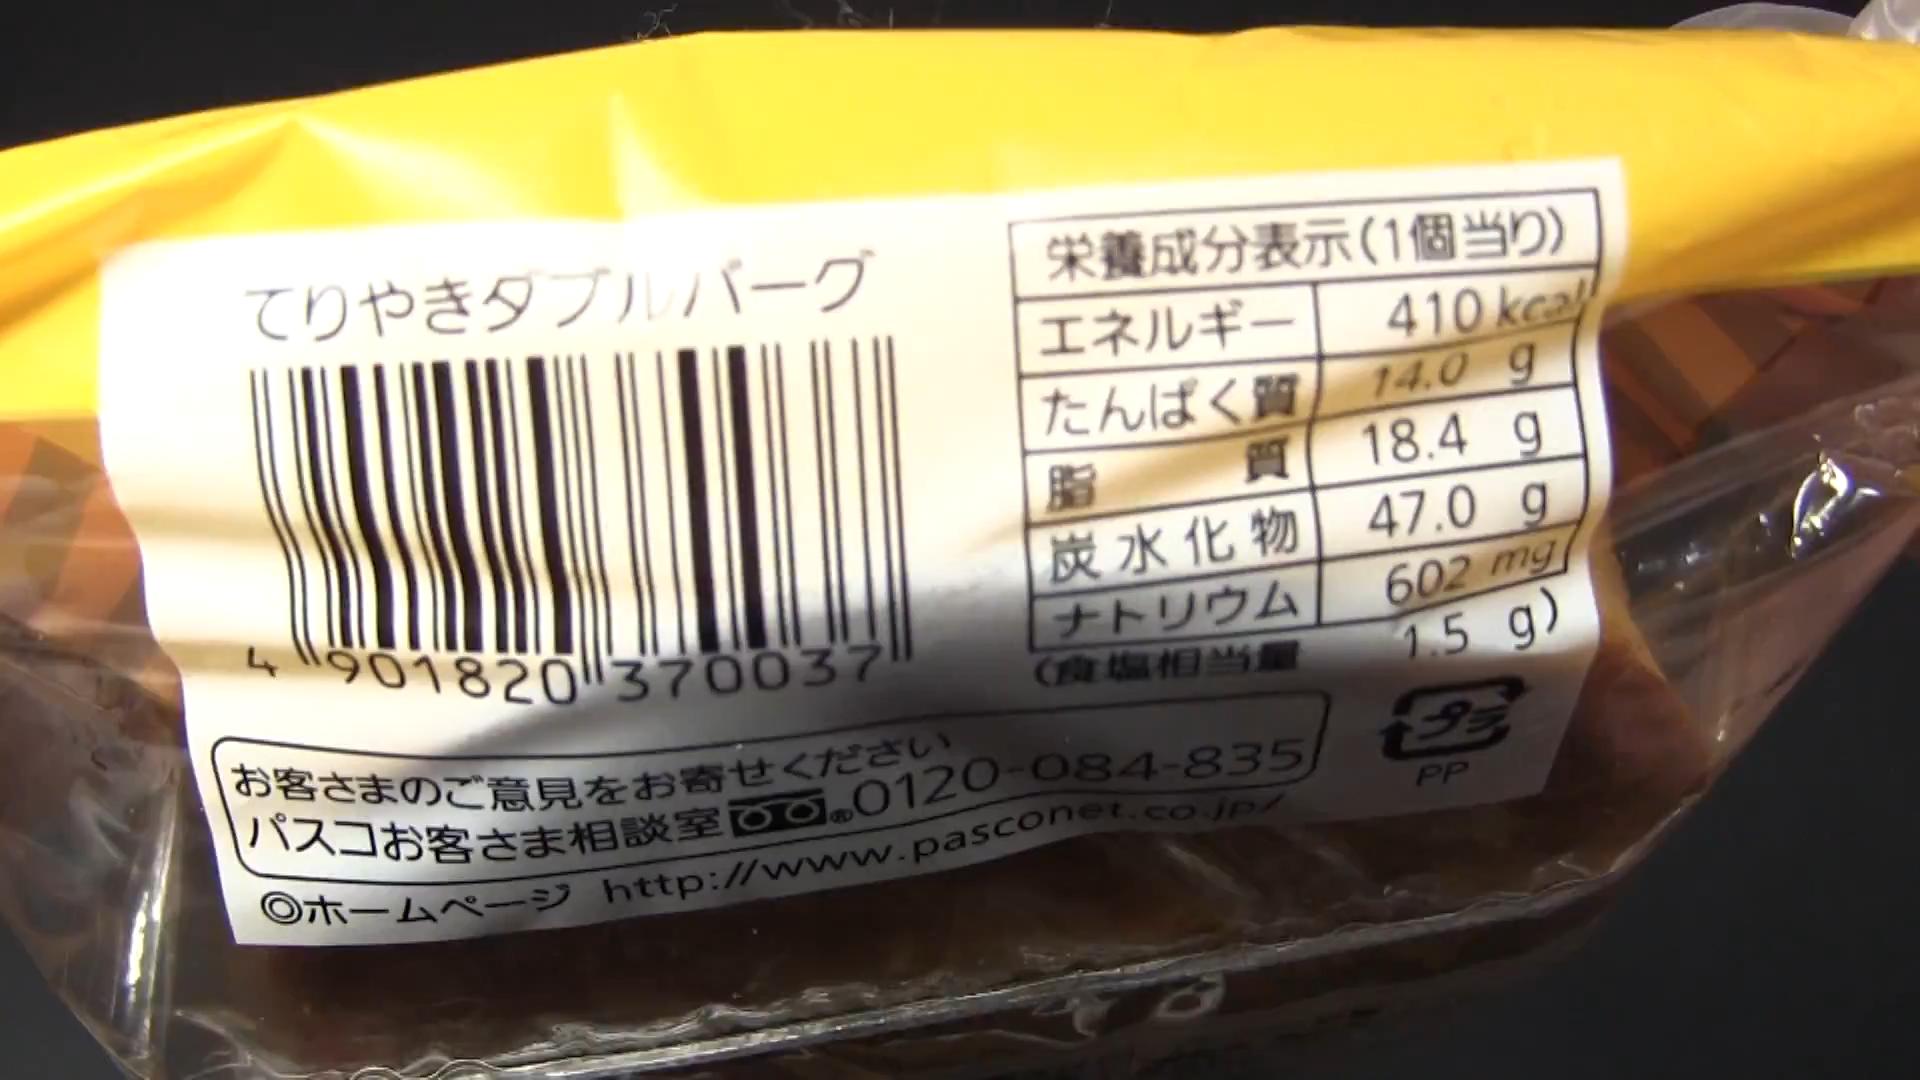 てりやきダブルバーグ
4 901820 370037
栄養成分表示(1個当り)
エネルギー 410 kcal
たんぱく質 14.0 g
脂質 18.4 g
炭水化物 47.0 g
ナトリウム 602 mg
(食塩相当量 1.5 g)
プラ
PP
お客さまのご意見をお寄せください
パスコお客さま相談室 ® 0120-084-835
◎ホームページ http://www.pasconet.co.jp/